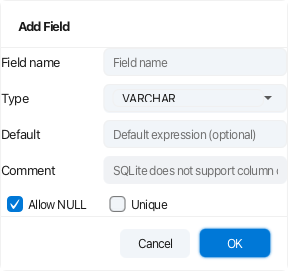 Add Field
Field name Field name
Type VARCHAR
Default Default expression (optional)
Comment SQLite does not support column
Allow NULL Unique
Cancel OK